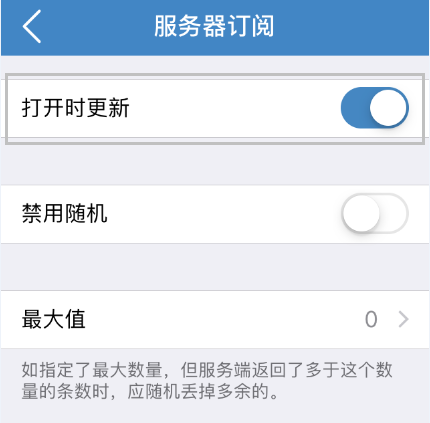 服务器订阅
打开时更新
禁用随机
最大值 0
如指定了最大数量，但服务端返回了多于这个数
量的条数时，应随机丢掉多余的。